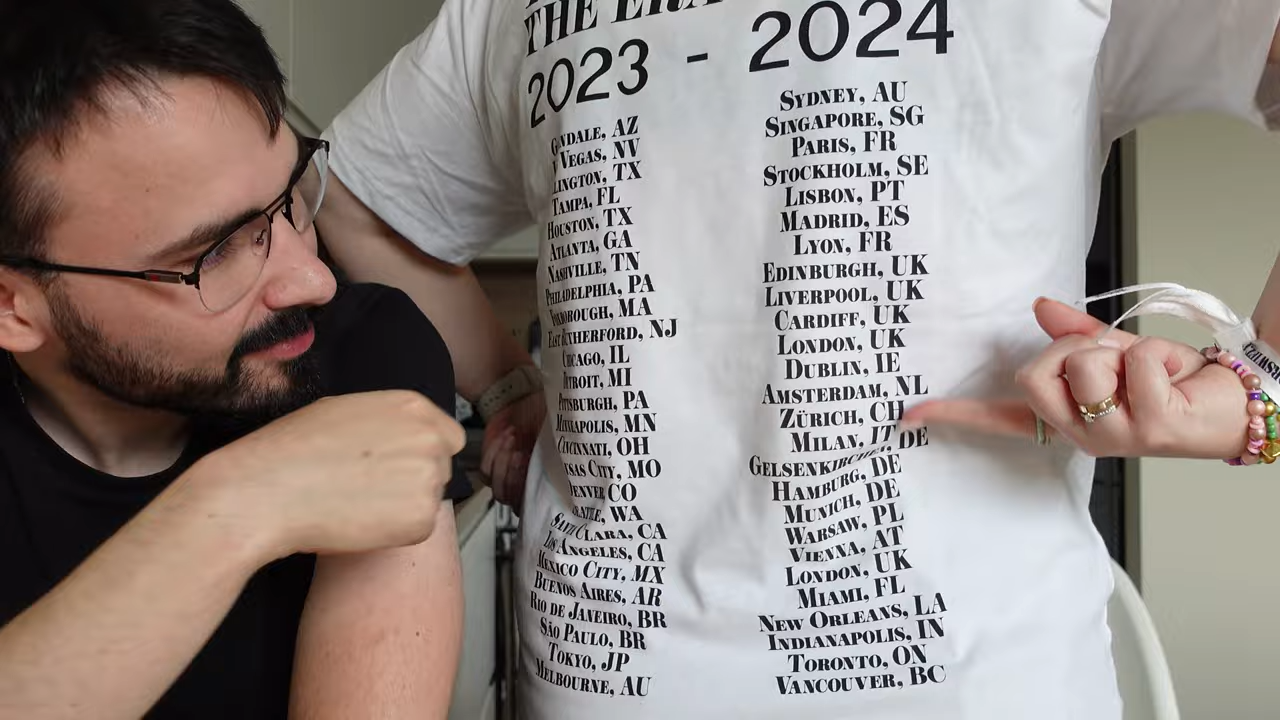 THE ERA
2023 - 2024
NDALE, AZ
VEGAS, NV
LINGTON, TX
TAMPA, FL
HOUSTON, TX
ATLANTA, GA
NASHVILLE, TN
PHILADELPHIA, PA
FOXBOROUGH, MA
EAST RUTHERFORD, NJ
CHICAGO, IL
DETROIT, MI
PITTSBURGH, PA
MINNEAPOLIS, MN
CINCINNATI, OH
NSAS CITY, MO
DENVER CO
WA
SANTA CLARA, CA
LOS ANGELES, CA
MEXICO CITY, MX
BUENOS AIRES, AR
RIO DE JANEIRO, BR
SÃO PAULO, BR
TOKYO, JP
MELBOURNE, AU
SYDNEY, AU
SINGAPORE, SG
PARIS, FR
STOCKHOLM, SE
LISBON, PT
MADRID, ES
LYON, FR
EDINBURGH, UK
LIVERPOOL, UK
CARDIFF, UK
LONDON, UK
DUBLIN, IE
AMSTERDAM, NL
ZÜRICH, CH
MILAN, IT
GELSENKIRCHEN, DE
HAMBURG, DE
MUNICH, DE
WARSAW, PL
VIENNA, AT
LONDON, UK
MIAMI, FL
NEW ORLEANS, LA
INDIANAPOLIS, IN
TORONTO, ON
VANCOUVER, BC